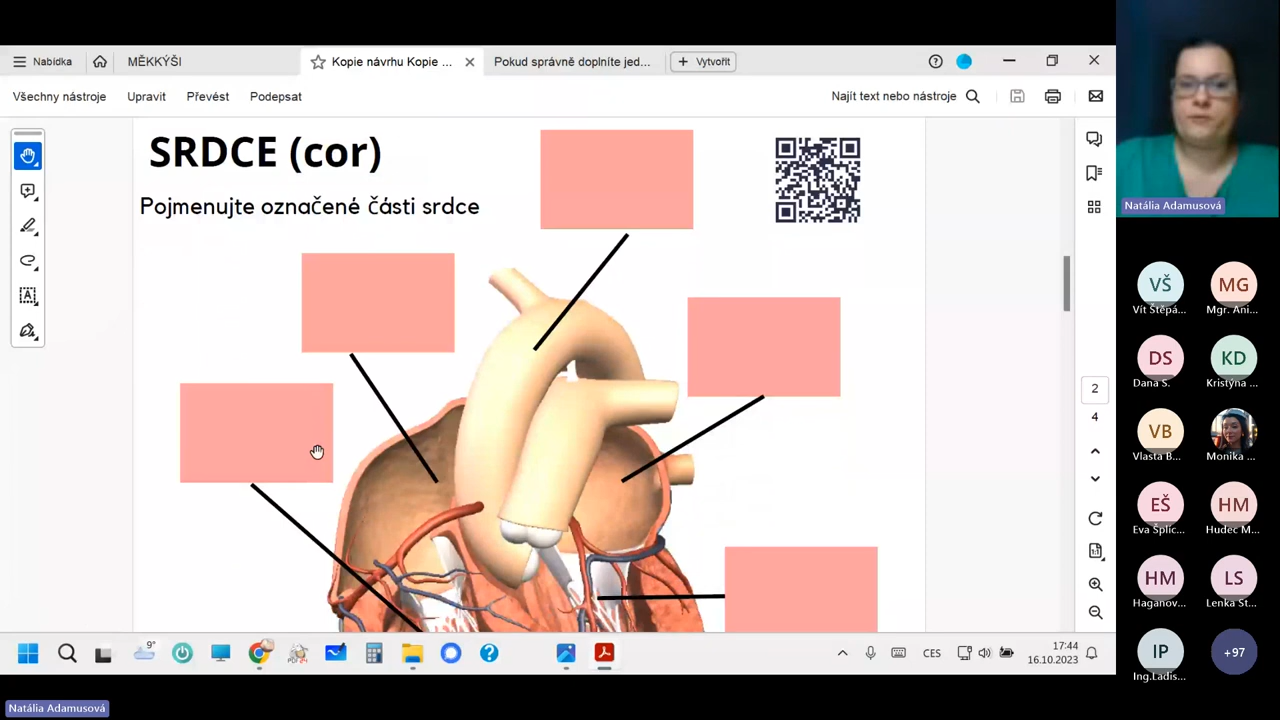 Nabídka
MĚKKÝŠI
Kopie návrhu Kopie ...
Pokud správně doplníte jed...
Vytvořit
Všechny nástroje
Upravit
Převést
Podepsat
Najít text nebo nástroje
SRDCE (cor)
Pojmenujte označené části srdce
2
4
9°
CES
17:44
16.10.2023
Natália Adamusová
VŠ
Vít Štěpá...
MG
Mgr. Ani...
DS
Dana S.
KD
Kristýna ...
VB
Vlasta B...
Monika ...
EŠ
Eva Šplíc...
HM
Hudec M...
HM
Haganov...
LS
Lenka St...
IP
Ing.Ladis...
+97
Natália Adamusová